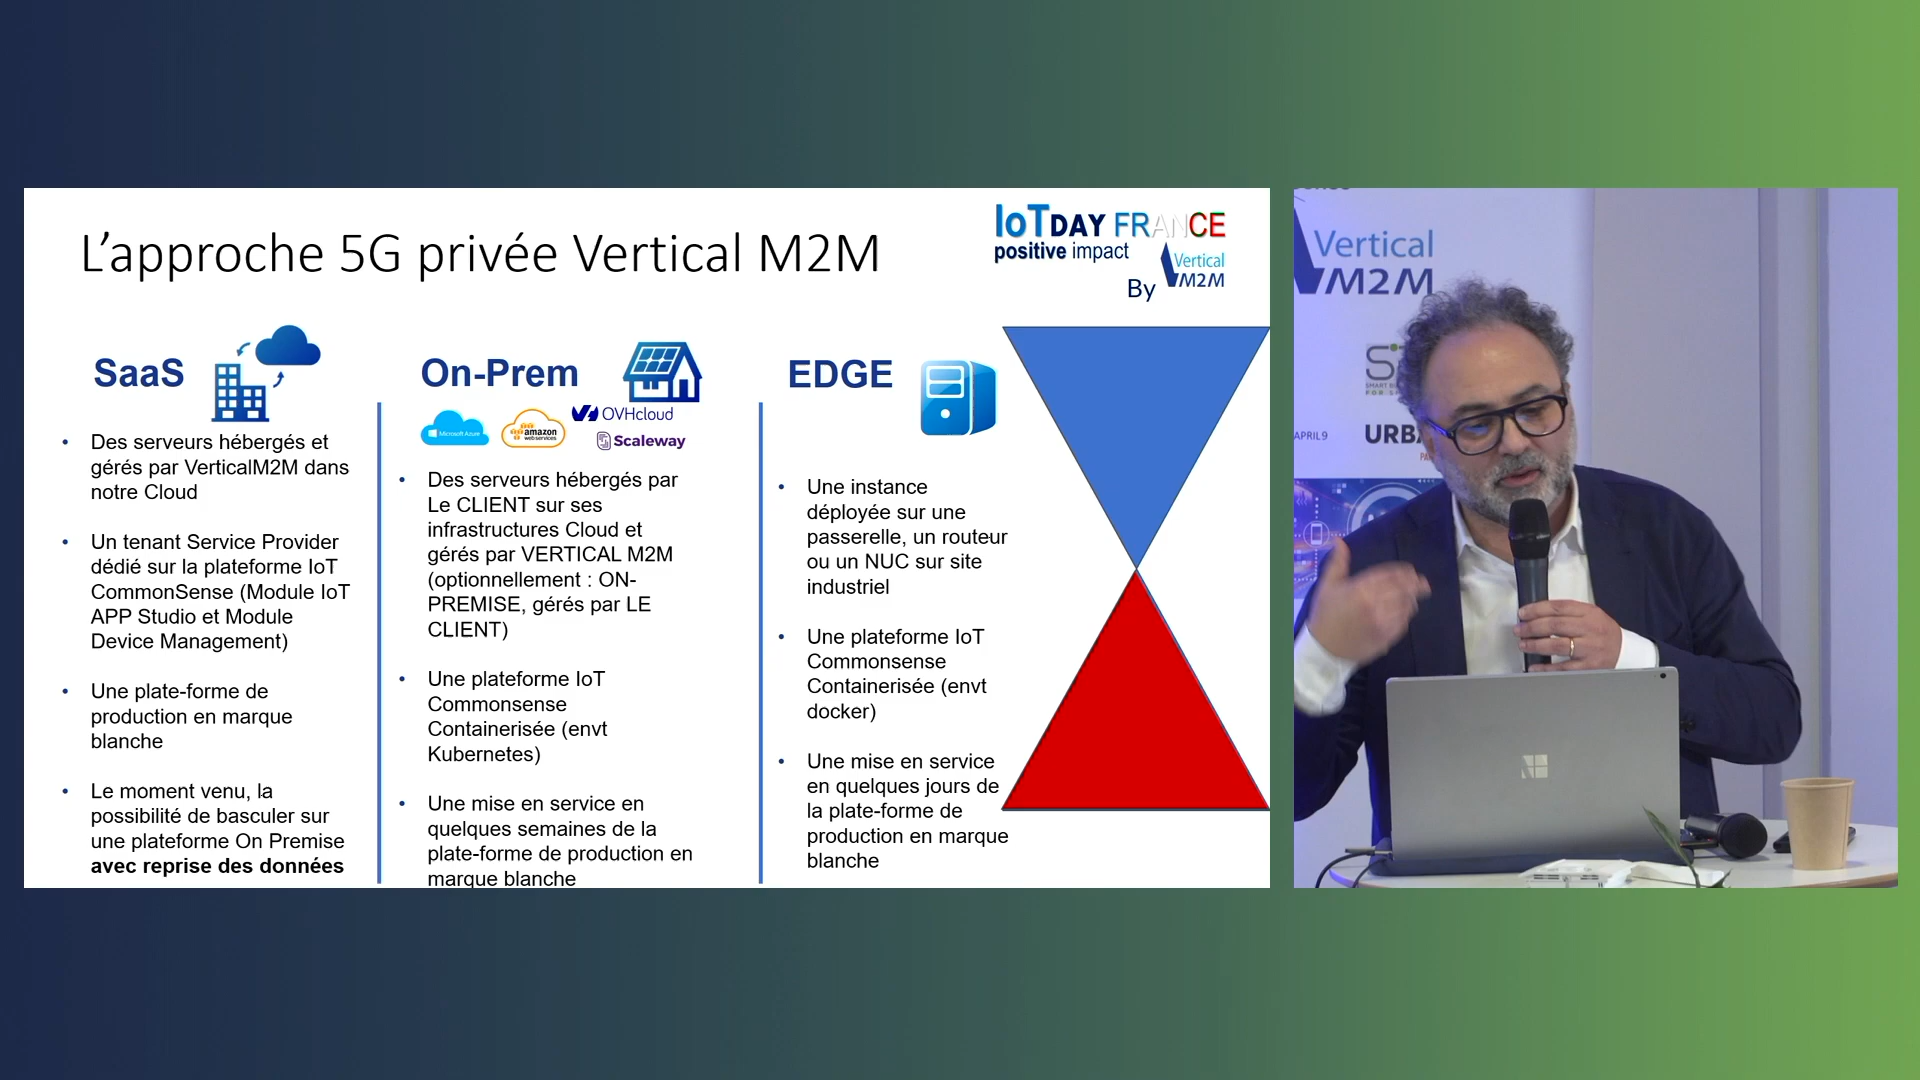 L’approche 5G privée Vertical M2M
IoTDAY FRANCE
positive impact
By
Vertical
M2M
SaaS
• Des serveurs hébergés et
gérés par VerticalM2M dans
notre Cloud
• Un tenant Service Provider
dédié sur la plateforme IoT
CommonSense (Module IoT
APP Studio et Module
Device Management)
• Une plate-forme de
production en marque
blanche
• Le moment venu, la
possibilité de basculer sur
une plateforme On Premise
avec reprise des données
On-Prem
Microsoft Azure
amazon
web services
OVHcloud
Scaleway
• Des serveurs hébergés par
Le CLIENT sur ses
infrastructures Cloud et
gérés par VERTICAL M2M
(optionnellement : ON-
PREMISE, gérés par LE
CLIENT)
• Une plateforme IoT
Commonsense
Containerisée (envt
Kubernetes)
• Une mise en service en
quelques semaines de la
plate-forme de production en
marque blanche
EDGE
• Une instance
déployée sur une
passerelle, un routeur
ou un NUC sur site
industriel
• Une plateforme IoT
Commonsense
Containerisée (envt
docker)
• Une mise en service
en quelques jours de
la plate-forme de
production en marque
blanche
Vertical
M2M
APRIL9